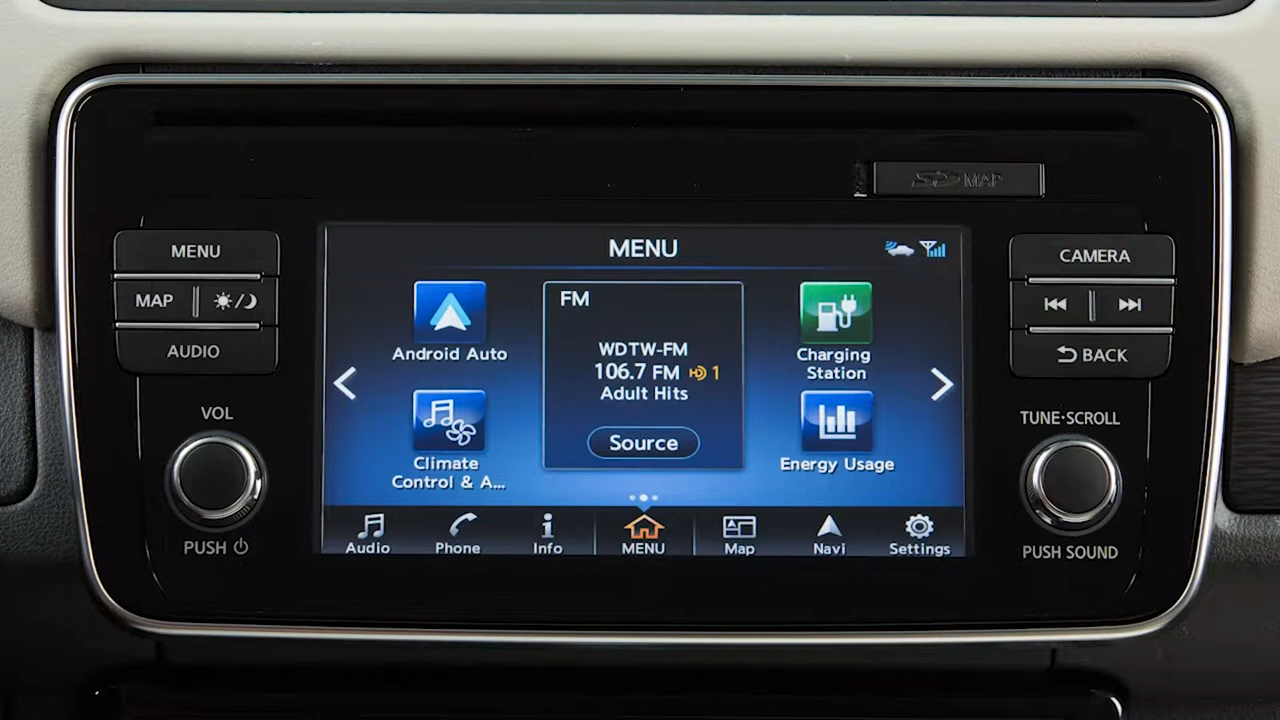 SD MAP
MENU
MAP
AUDIO
VOL
PUSH
MENU
Android Auto
Climate
Control & A...
FM
WDTW-FM
106.7 FM HD 1
Adult Hits
Source
Charging
Station
Energy Usage
Audio
Phone
Info
MENU
Map
Navi
Settings
CAMERA
BACK
TUNE·SCROLL
PUSH SOUND